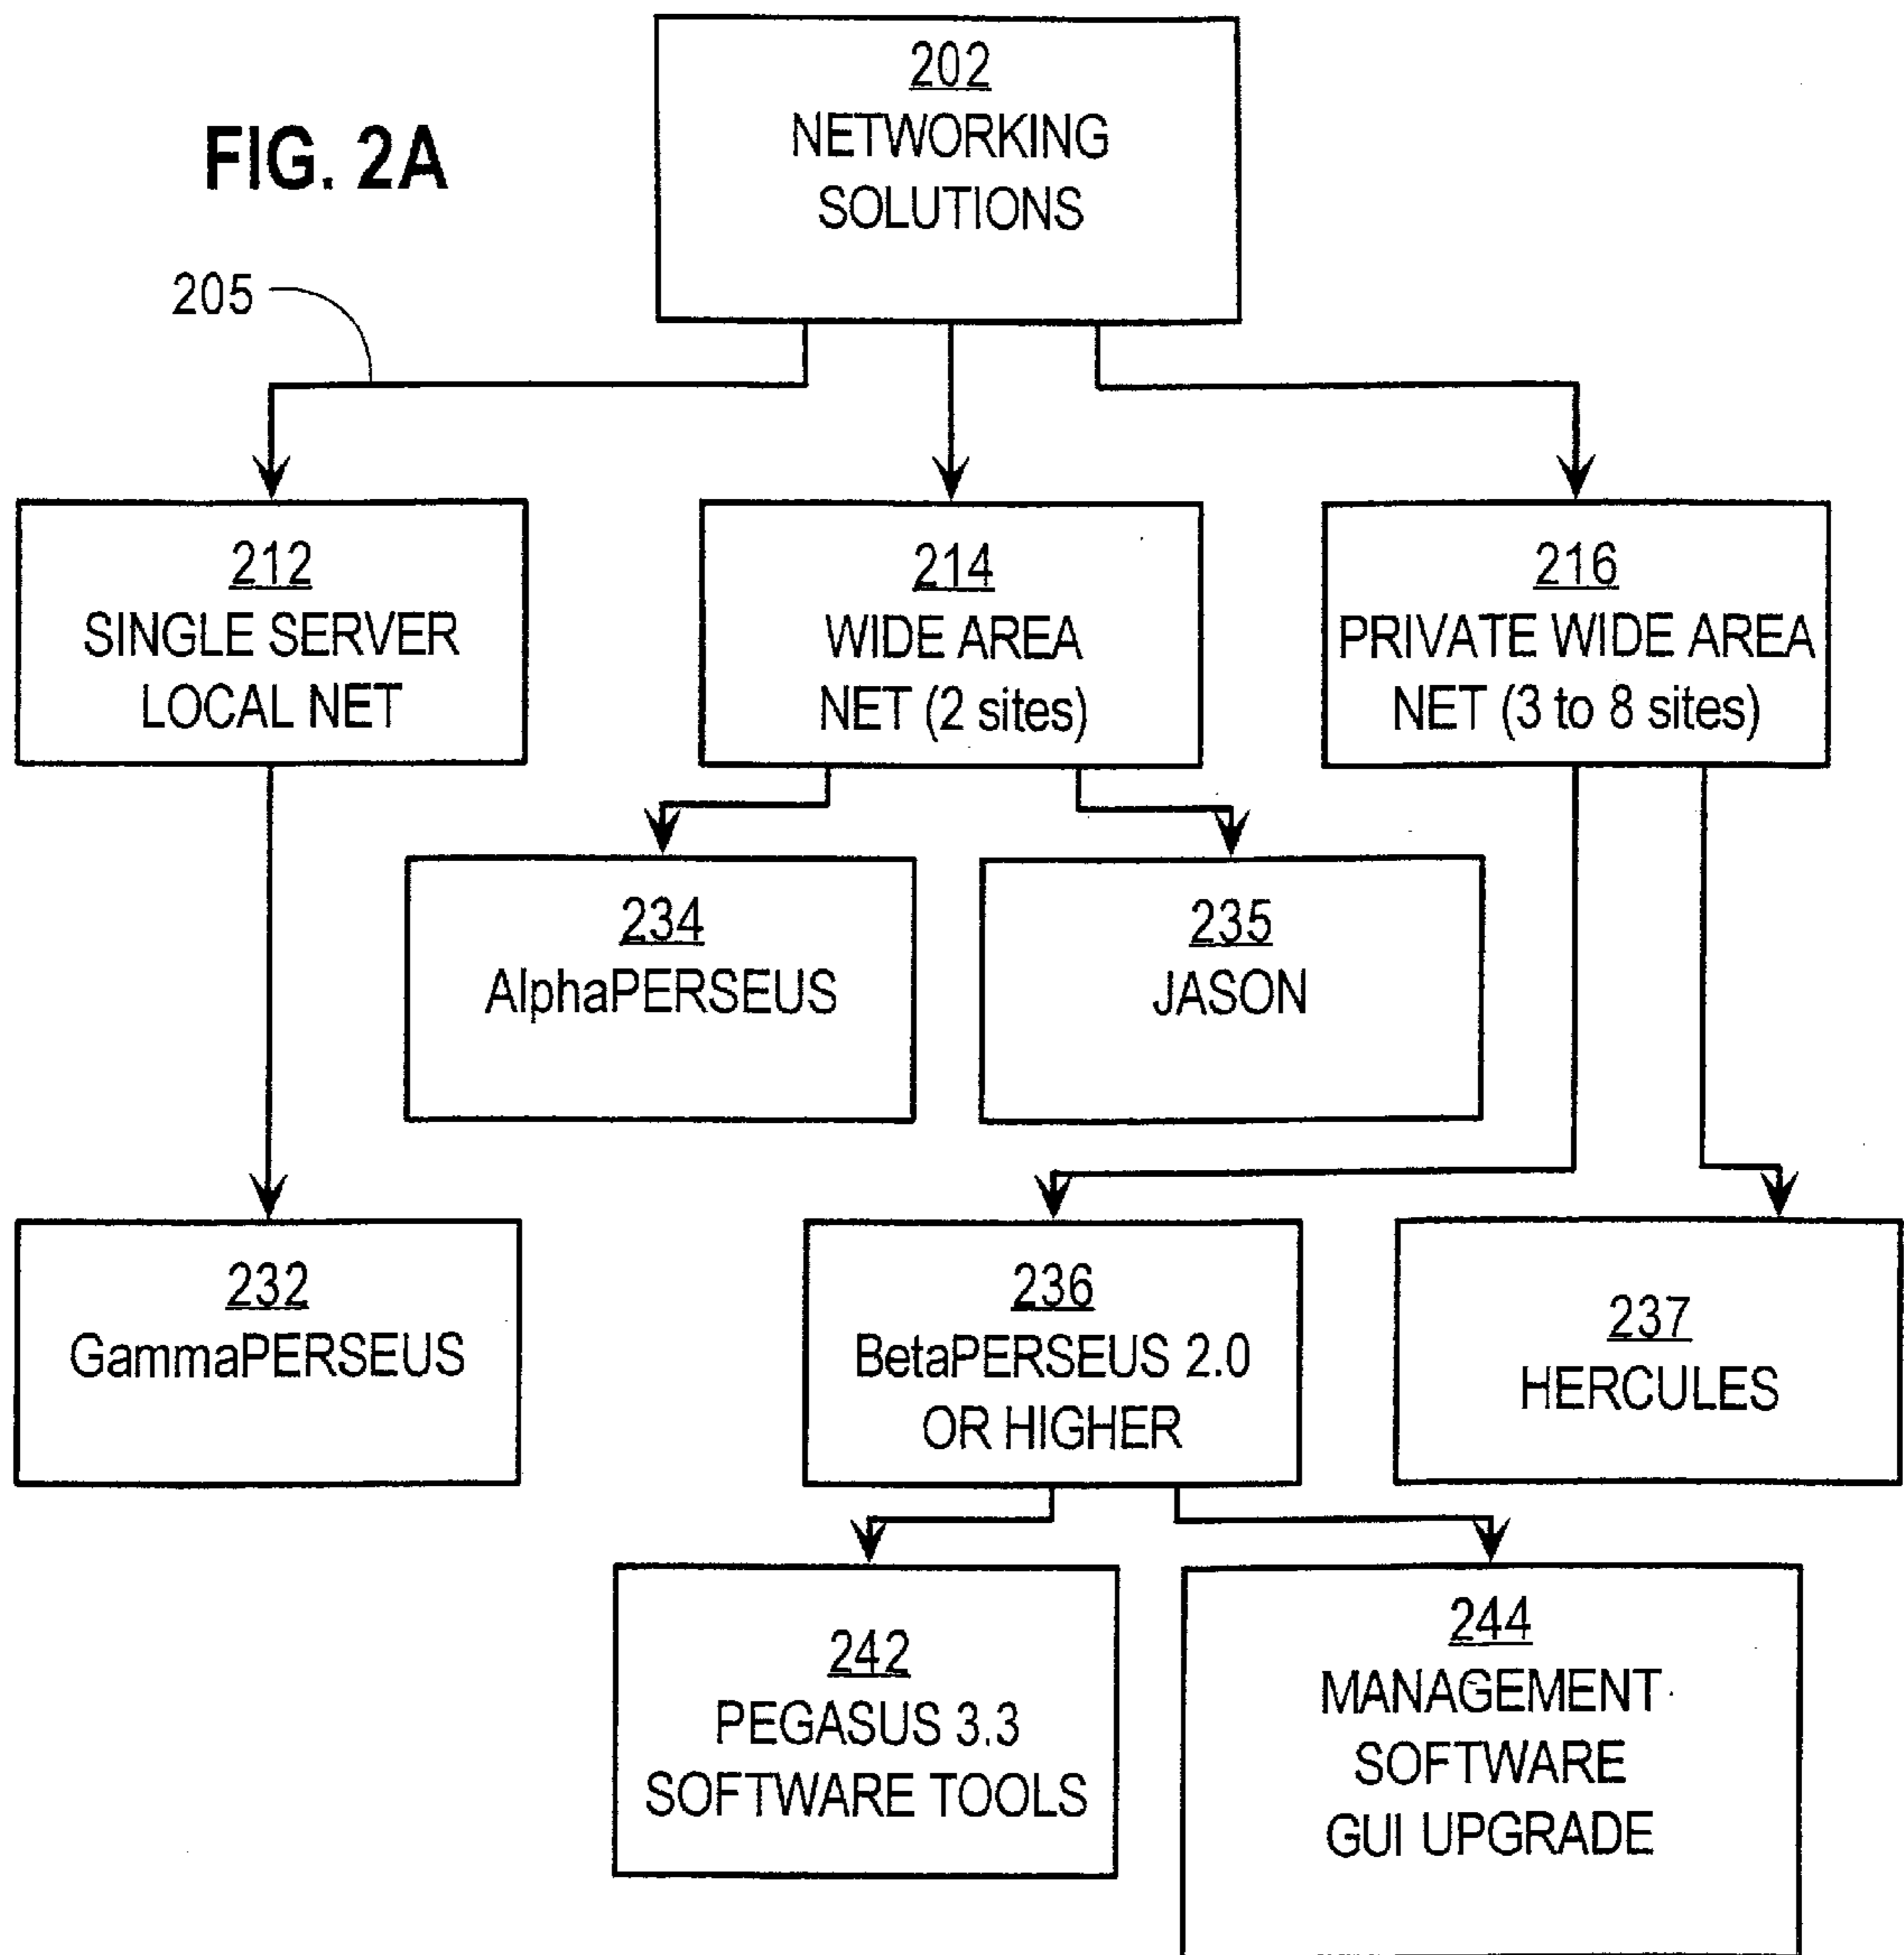 FIG. 2A
202
NETWORKING
SOLUTIONS
205
212
SINGLE SERVER
LOCAL NET
214
WIDE AREA
NET (2 sites)
216
PRIVATE WIDE AREA
NET (3 to 8 sites)
234
AlphaPERSEUS
235
JASON
232
GammaPERSEUS
236
BetaPERSEUS 2.0
OR HIGHER
237
HERCULES
242
PEGASUS 3.3
SOFTWARE TOOLS
244
MANAGEMENT
SOFTWARE
GUI UPGRADE